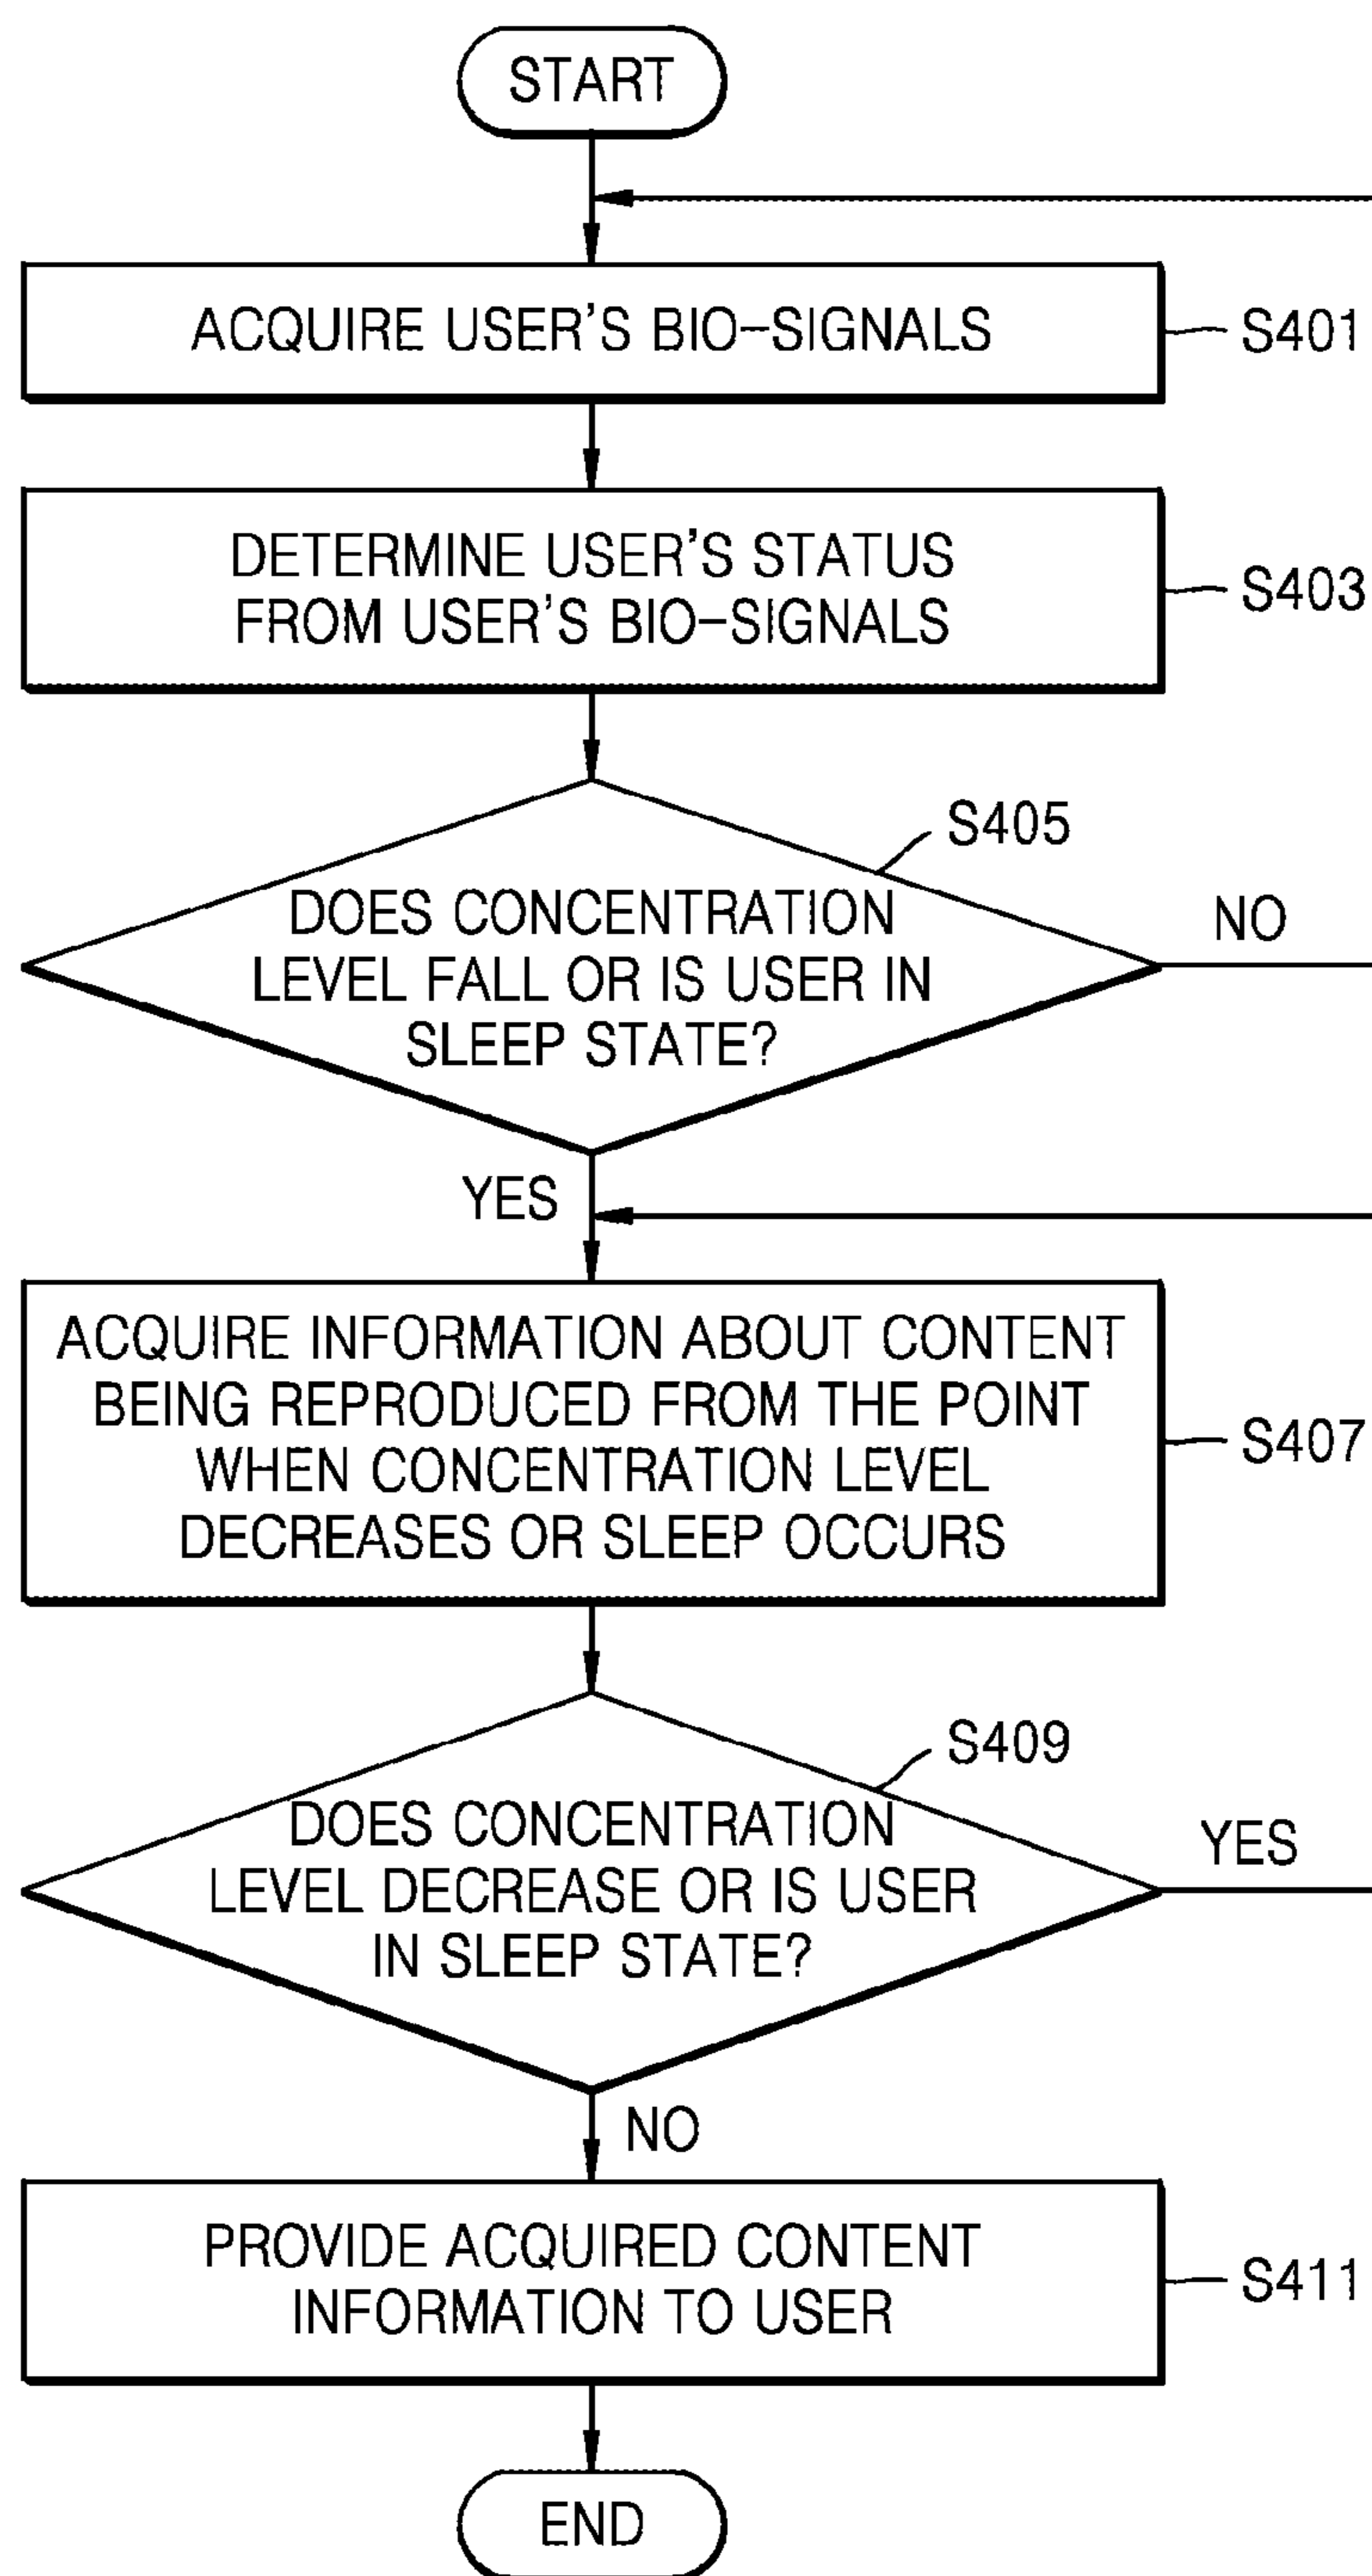 START
ACQUIRE USER'S BIO-SIGNALS
S401
DETERMINE USER'S STATUS
FROM USER'S BIO-SIGNALS
S403
S405
DOES CONCENTRATION
LEVEL FALL OR IS USER IN
SLEEP STATE?
NO
YES
ACQUIRE INFORMATION ABOUT CONTENT
BEING REPRODUCED FROM THE POINT
WHEN CONCENTRATION LEVEL
DECREASES OR SLEEP OCCURS
S407
S409
DOES CONCENTRATION
LEVEL DECREASE OR IS USER
IN SLEEP STATE?
YES
NO
PROVIDE ACQUIRED CONTENT
INFORMATION TO USER
S411
END